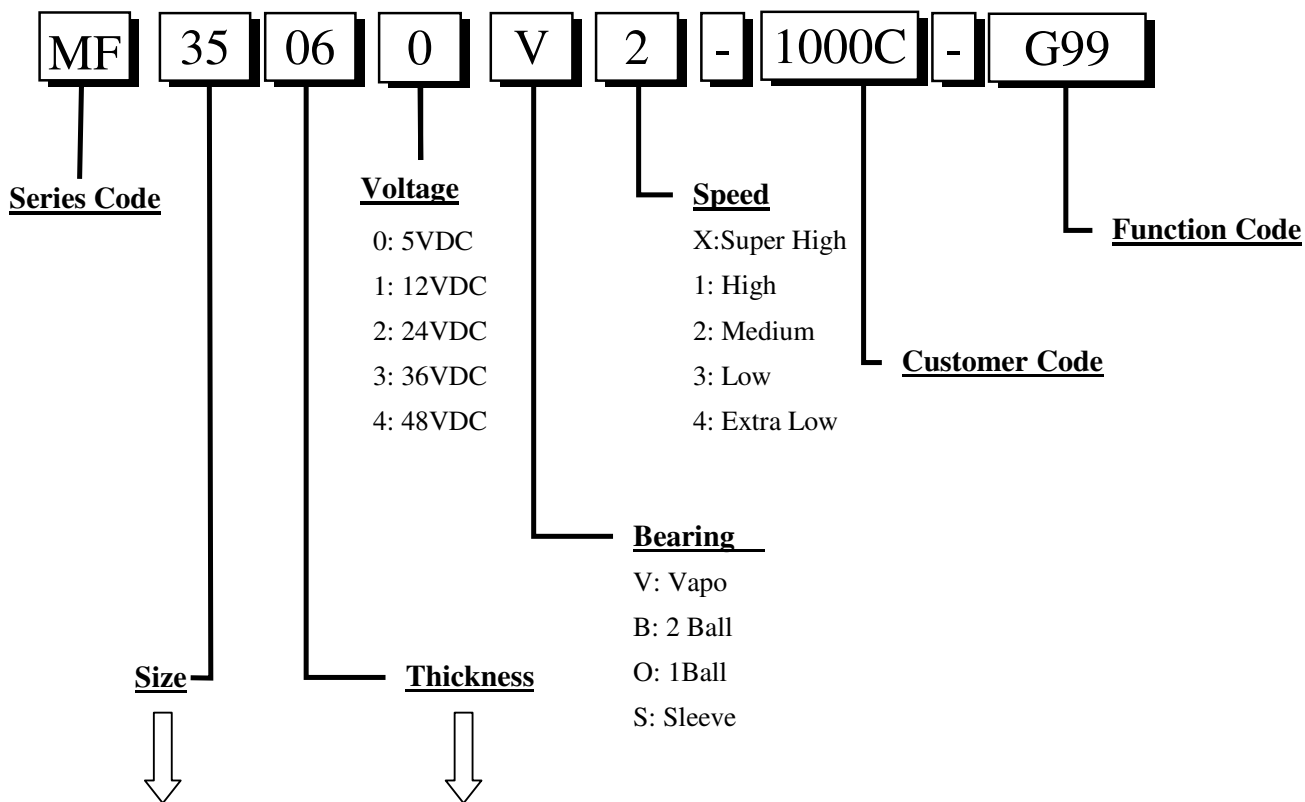 MF 35 06 0 V 2 - 1000C - G99
Series Code
Voltage
0: 5VDC
1: 12VDC
2: 24VDC
3: 36VDC
4: 48VDC
Speed
X:Super High
1: High
2: Medium
3: Low
4: Extra Low
Function Code
Customer Code
Bearing
V: Vapo
B: 2 Ball
O: 1Ball
S: Sleeve
Size
Thickness